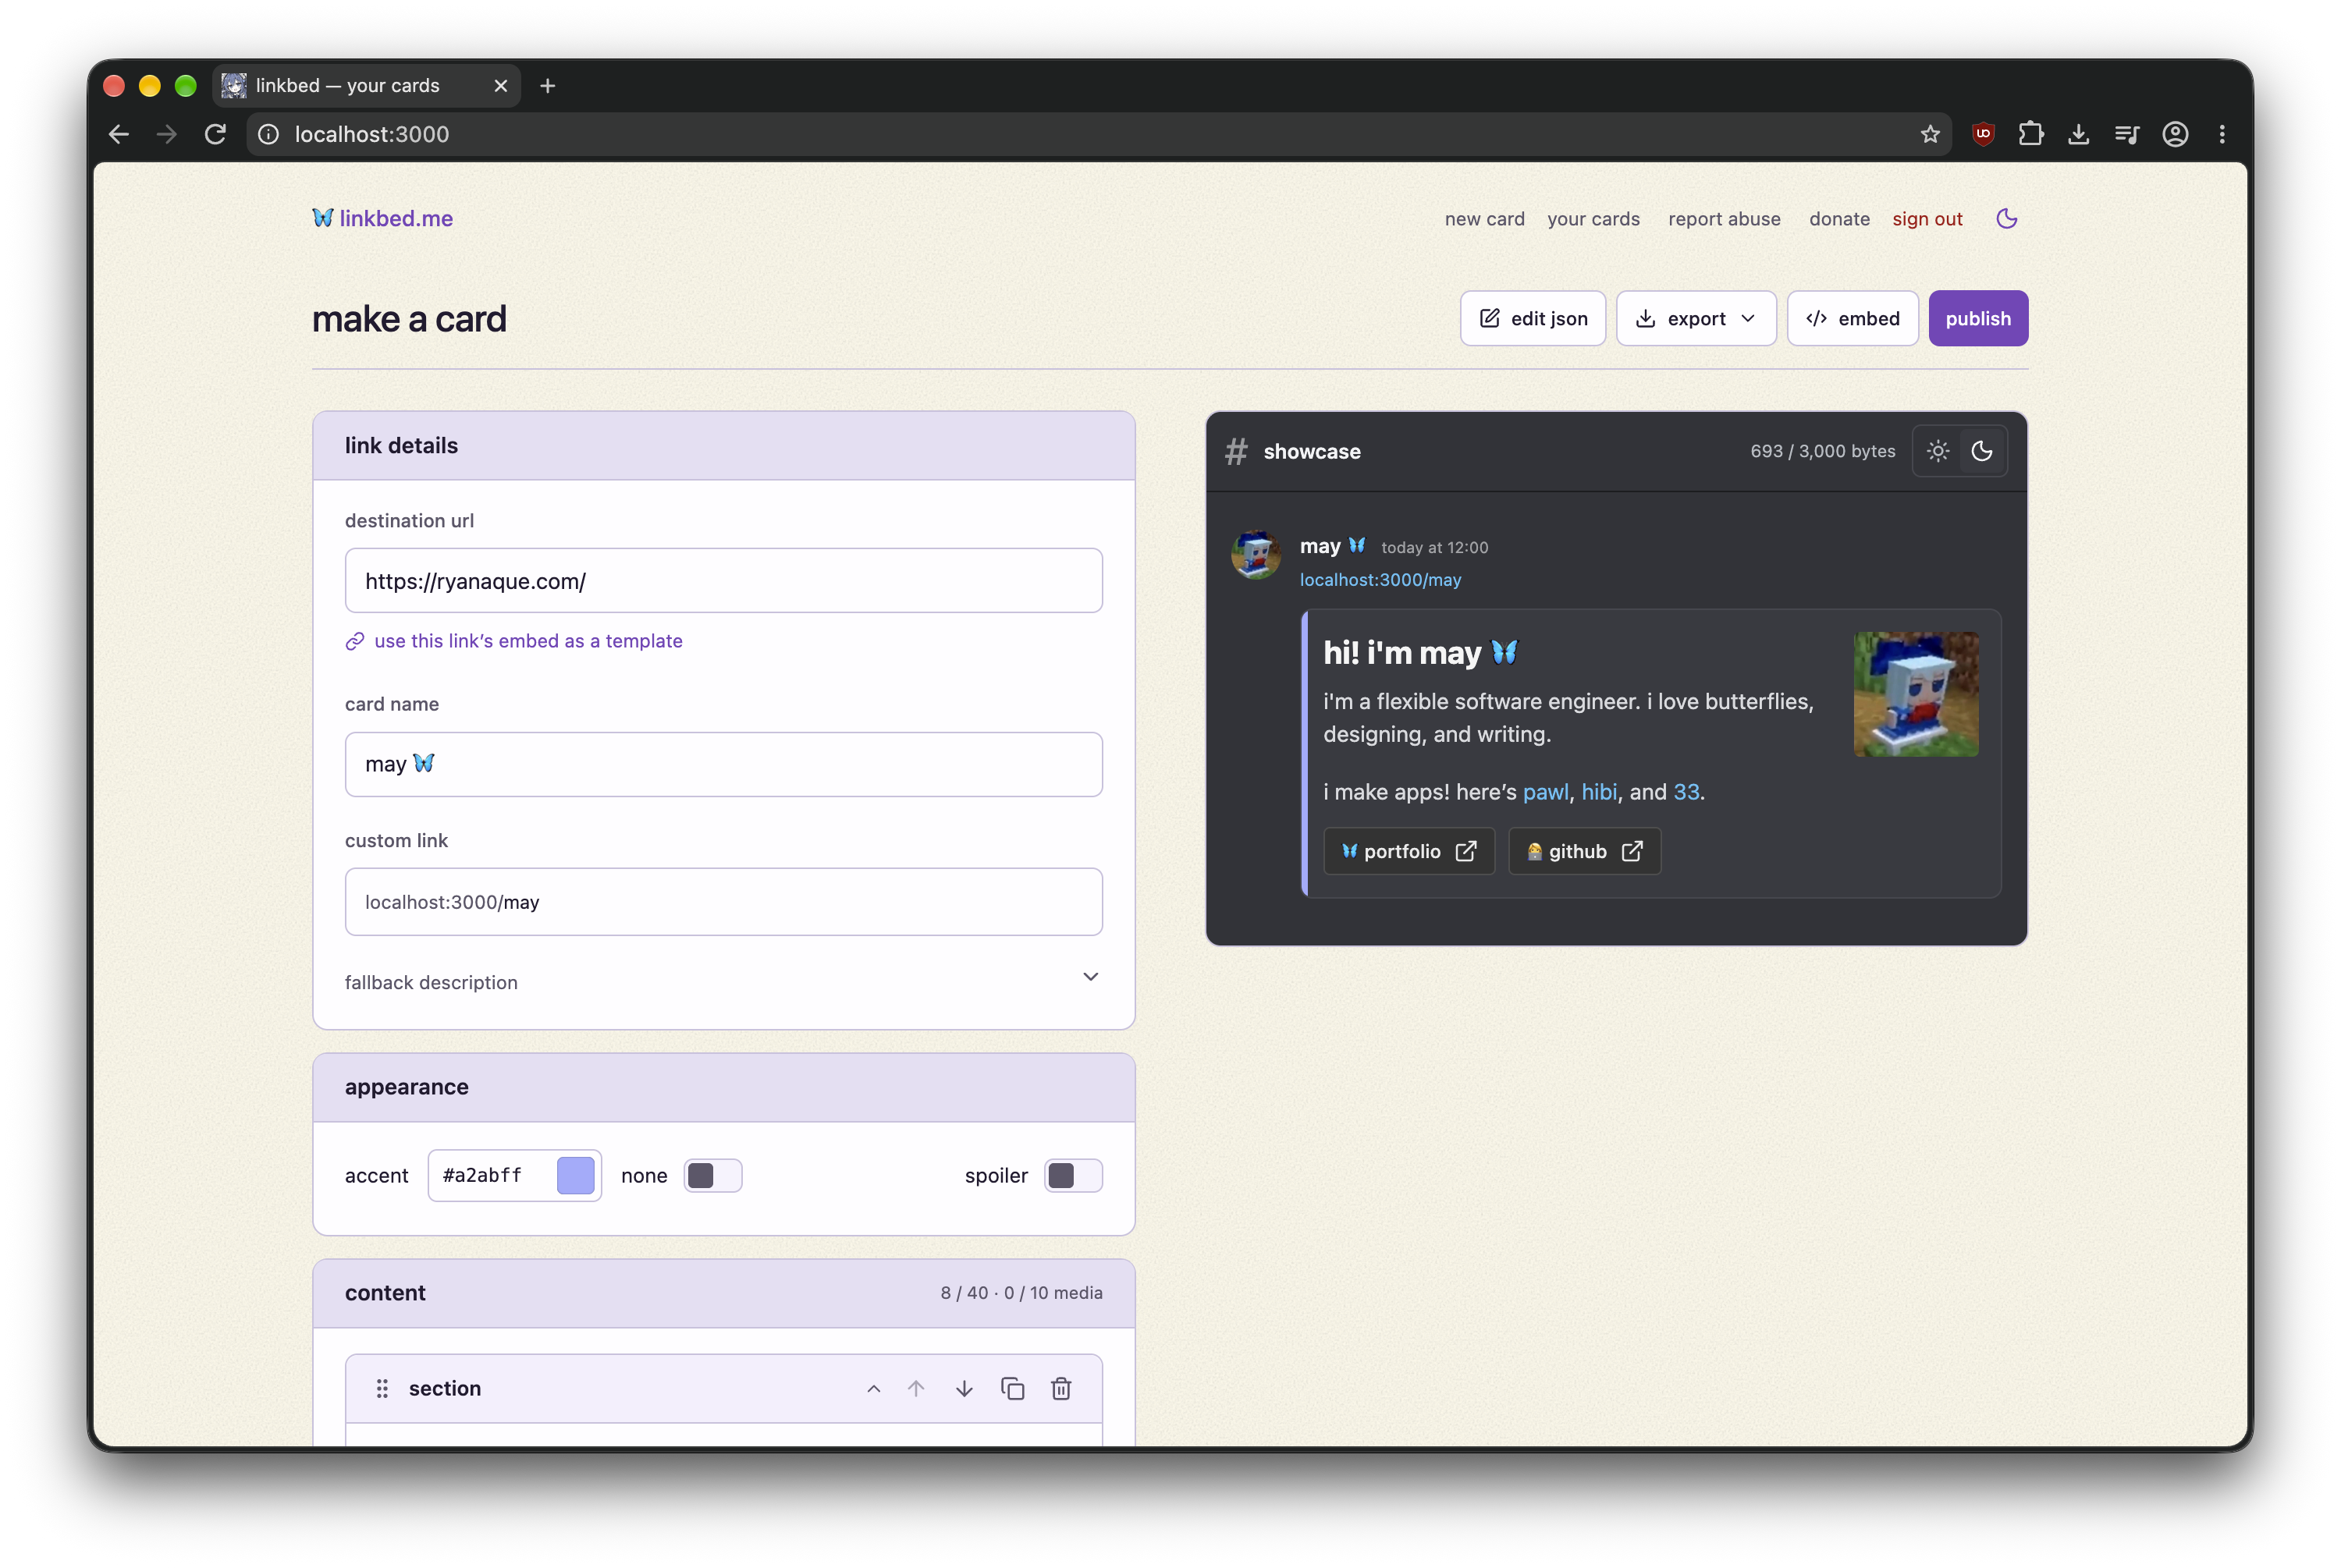 linkbed — your cards
localhost:3000
🦋 linkbed.me
new card your cards report abuse donate sign out
make a card
edit json export </> embed publish
link details
destination url
https://ryanaque.com/
use this link’s embed as a template
card name
may 🦋
custom link
localhost:3000/may
fallback description
appearance
accent #a2abff none spoiler
content 8 / 40 · 0 / 10 media
section
# showcase 693 / 3,000 bytes
may 🦋 today at 12:00
localhost:3000/may
hi! i'm may 🦋
i'm a flexible software engineer. i love butterflies,
designing, and writing.
i make apps! here’s pawl, hibi, and 33.
🦋 portfolio github